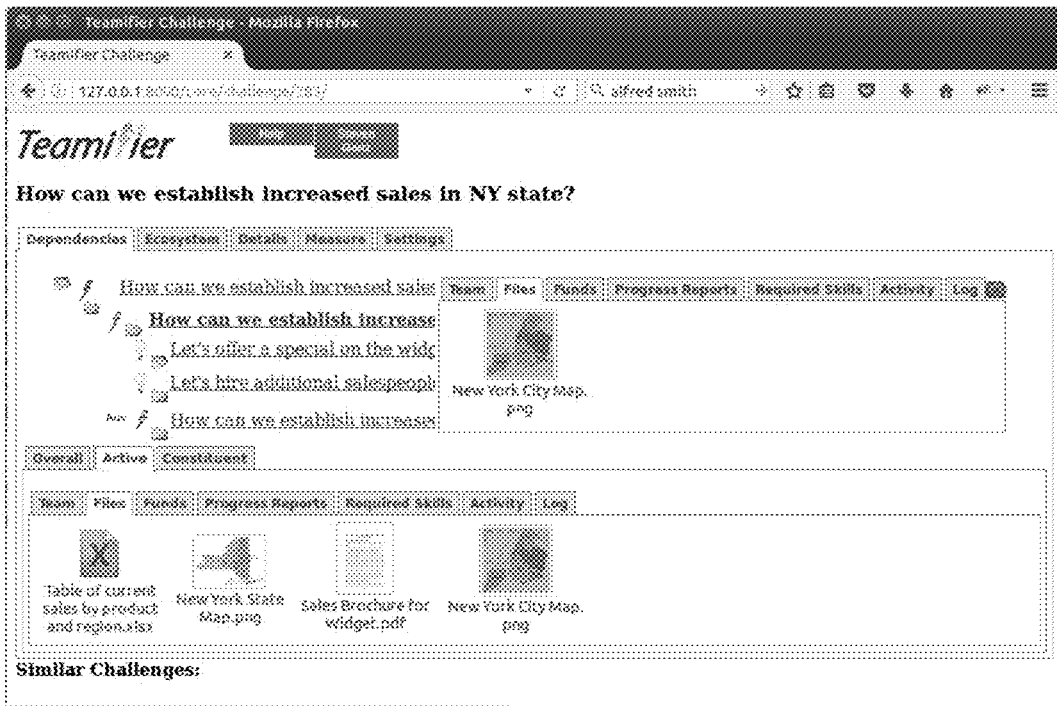 Teamifier Challenge - Mozilla Firefox
Teamifier Challenge ×
127.0.0.1:8000/core/challenge/183/ alfred smith
Teamifier
How can we establish increased sales in NY state?
Dependencies Ecosystem Details Measure Settings
How can we establish increased sales
How can we establish increase
Let's offer a special on the widg
Let's hire additional salespeople
How can we establish increase
Team Files Funds Progress Reports Required Skills Activity Log
New York City Map.
png
Overall Active Constituent
Team Files Funds Progress Reports Required Skills Activity Log
Table of current
sales by product
and region.xlsx
New York State
Map.png
Sales Brochure for
widget.pdf
New York City Map.
png
Similar Challenges: